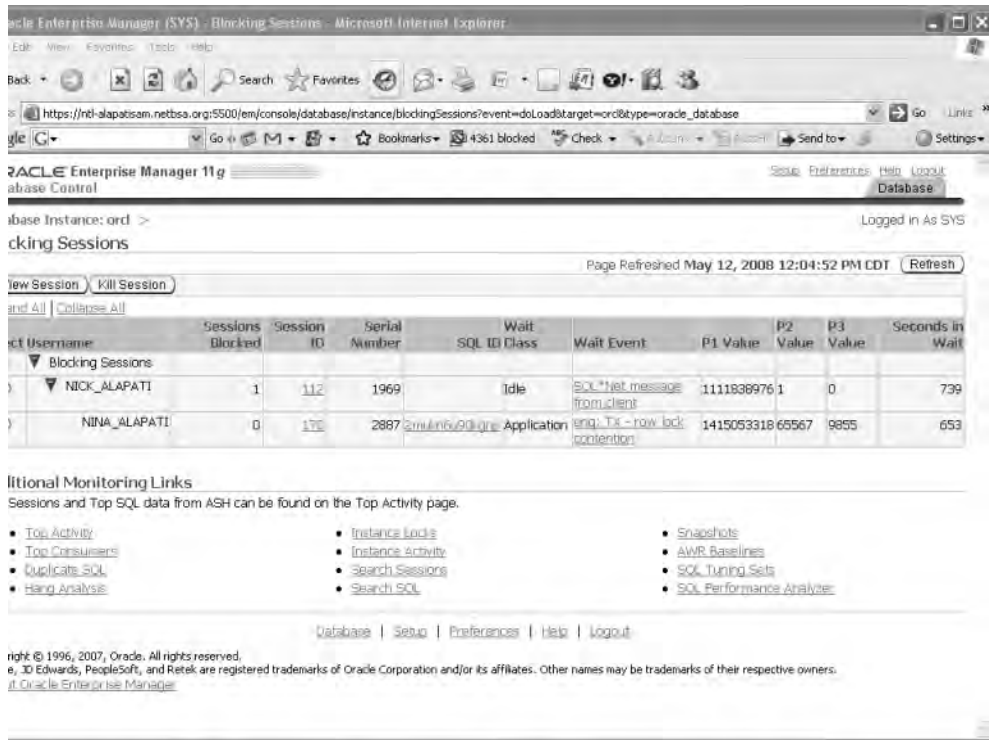 acle Enterprise Manager (SYS) - Blocking Sessions - Microsoft Internet Explorer
Edit View Favorites Tools Help
Back Search Favorites
https://ntl-alapatisam.netbsa.org:5500/em/console/database/instance/blockingSessions?event=doLoad&target=orcl&type=oracle_database Go Links
gle G Go Bookmarks 4361 blocked Check Send to Settings
RACLE Enterprise Manager 11g
abase Control
Setup Preferences Help Logout
Database
abase Instance: orcl >
Logged in As SYS
cking Sessions
Page Refreshed May 12, 2008 12:04:52 PM CDT Refresh
iew Session Kill Session
and All | Collapse All
ect Username Sessions Blocked Session ID Serial Number SQL ID Wait Class Wait Event P1 Value P2 Value P3 Value Seconds in Wait
Blocking Sessions
NICK_ALAPATI 1 112 1969 Idle SQL*Net message from client 1111838976 1 0 739
NINA_ALAPATI 0 170 2887 Application enq: TX - row lock contention 1415053318 65567 9855 653
litional Monitoring Links
Sessions and Top SQL data from ASH can be found on the Top Activity page.
Top Activity
Top Consumers
Duplicate SQL
Hang Analysis
Instance Locks
Instance Activity
Search Sessions
Search SQL
Snapshots
AWR Baselines
SQL Tuning Sets
SQL Performance Analyzer
Database | Setup | Preferences | Help | Logout
right © 1996, 2007, Oracle. All rights reserved.
e, JD Edwards, PeopleSoft, and Retek are registered trademarks of Oracle Corporation and/or its affiliates. Other names may be trademarks of their respective owners.
ut Oracle Enterprise Manager